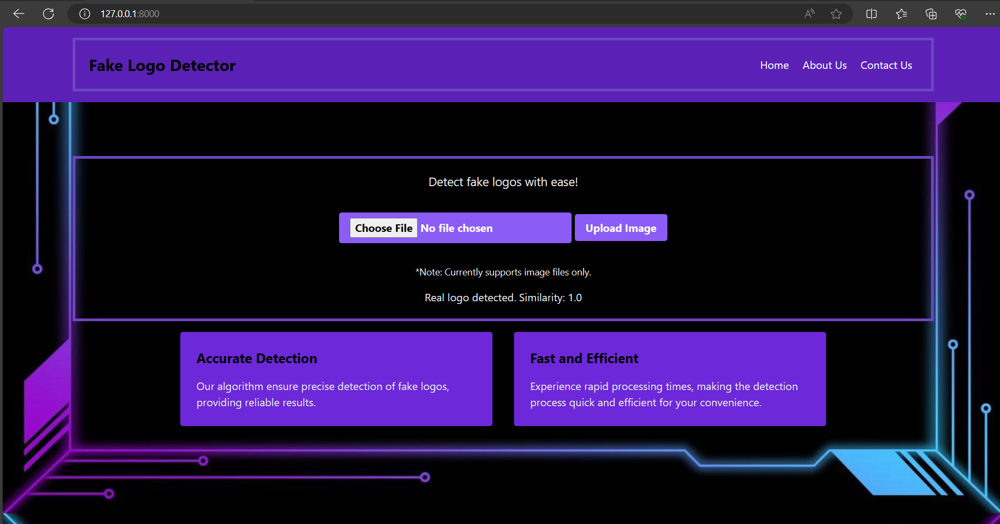 127.0.0.1:8000
Fake Logo Detector
Home About Us Contact Us
Detect fake logos with ease!
Choose File No file chosen Upload Image
*Note: Currently supports image files only.
Real logo detected. Similarity: 1.0
Accurate Detection
Our algorithm ensure precise detection of fake logos,
providing reliable results.
Fast and Efficient
Experience rapid processing times, making the detection
process quick and efficient for your convenience.